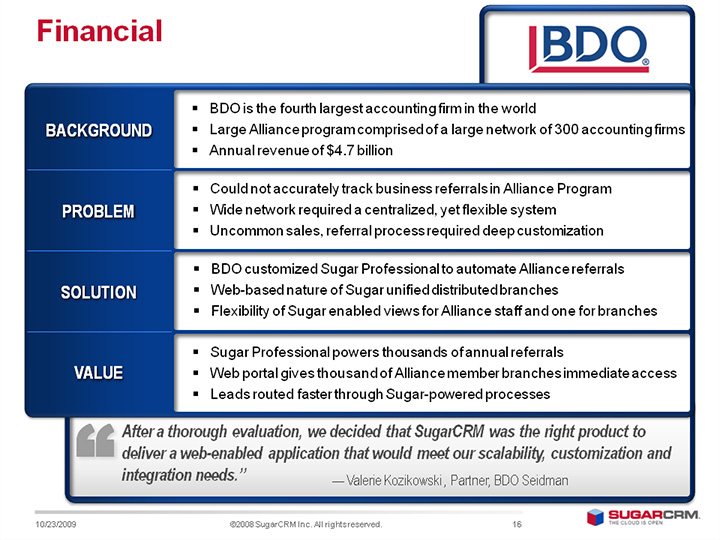 Financial
BDO®
BACKGROUND
▪ BDO is the fourth largest accounting firm in the world
▪ Large Alliance program comprised of a large network of 300 accounting firms
▪ Annual revenue of $4.7 billion
PROBLEM
▪ Could not accurately track business referrals in Alliance Program
▪ Wide network required a centralized, yet flexible system
▪ Uncommon sales, referral process required deep customization
SOLUTION
▪ BDO customized Sugar Professional to automate Alliance referrals
▪ Web-based nature of Sugar unified distributed branches
▪ Flexibility of Sugar enabled views for Alliance staff and one for branches
VALUE
▪ Sugar Professional powers thousands of annual referrals
▪ Web portal gives thousand of Alliance member branches immediate access
▪ Leads routed faster through Sugar-powered processes
“ After a thorough evaluation, we decided that SugarCRM was the right product to
deliver a web-enabled application that would meet our scalability, customization and
integration needs.”
— Valerie Kozikowski , Partner, BDO Seidman
10/23/2009
©2008 SugarCRM Inc. All rights reserved.
16
SUGARCRM.
THE CLOUD IS OPEN